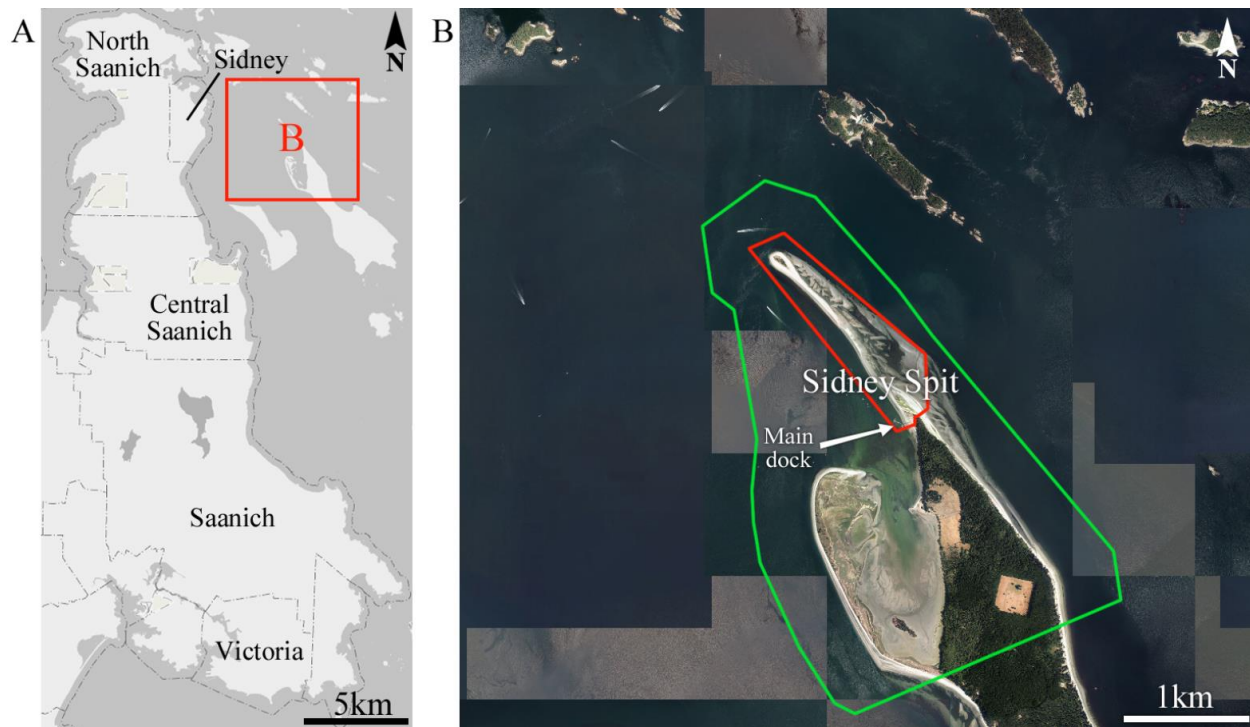 A
North
Saanich
Sidney
N
B
Central
Saanich
Saanich
Victoria
5km
B
N
Sidney Spit
Main
dock
1km